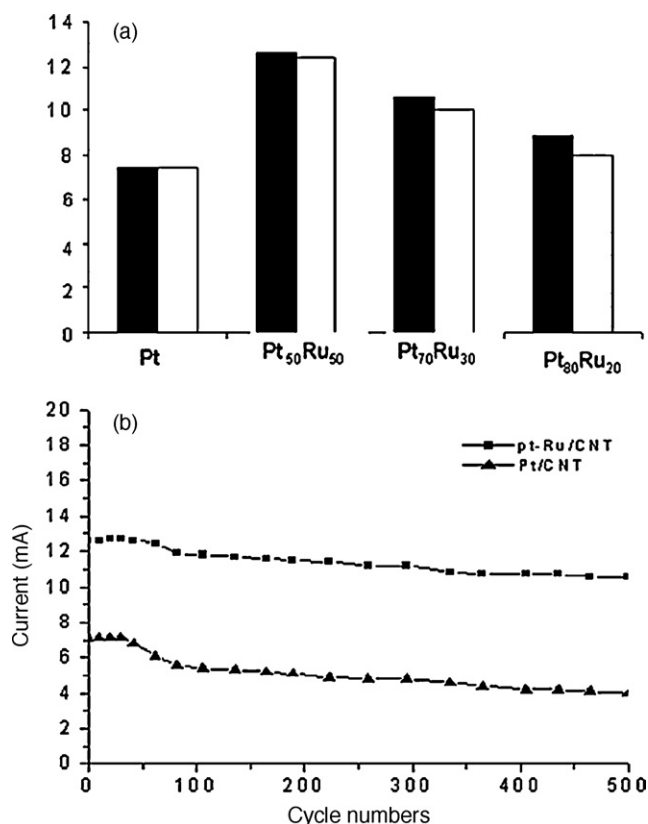 (a)
14
12
10
8
6
4
2
0
Pt
Pt₅₀Ru₅₀
Pt₇₀Ru₃₀
Pt₈₀Ru₂₀
(b)
20
18
16
14
12
10
8
6
4
2
0
pt-Ru/CNT
Pt/CNT
Current (mA)
0 100 200 300 400 500
Cycle numbers